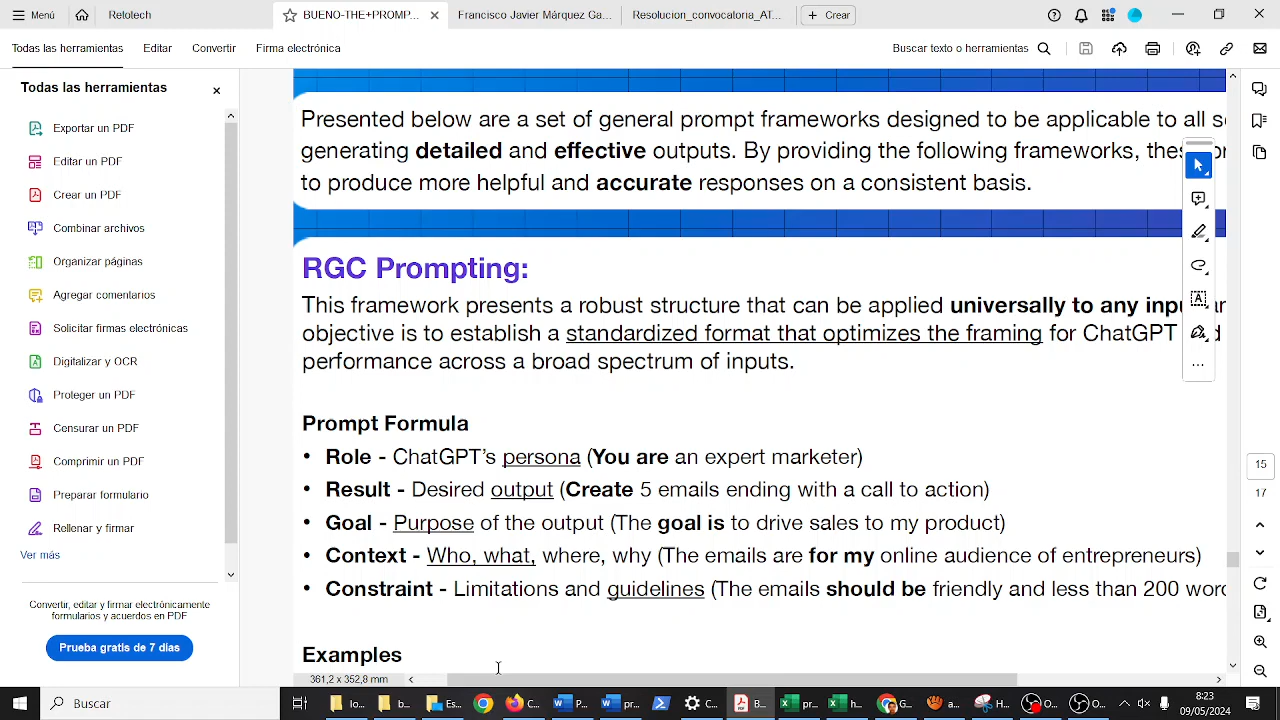 Menú
Retolech
BUENO-THE+PROMP...
Francisco Javier Márquez Ga...
Resolucion_convocatoria_AT...
+ Crear
Todas las herramientas
Editar
Convertir
Firma electrónica
Buscar texto o herramientas
Todas las herramientas
Exportar un PDF
Editar un PDF
Crear un PDF
Combinar archivos
Organizar páginas
Agregar comentarios
Solicitar firmas electrónicas
Digitalizar y OCR
Proteger un PDF
Censurar un PDF
Comprimir un PDF
Preparar formulario
Rellenar y firmar
Ver más
Convertir, editar y firmar electrónicamente
formularios y acuerdos en PDF
Prueba gratis de 7 días
Presented below are a set of general prompt frameworks designed to be applicable to all
generating detailed and effective outputs. By providing the following frameworks,
to produce more helpful and accurate responses on a consistent basis.
RGC Prompting:
This framework presents a robust structure that can be applied universally to any
objective is to establish a standardized format that optimizes the framing for ChatGPT
performance across a broad spectrum of inputs.
Prompt Formula
• Role - ChatGPT's persona (You are an expert marketer)
• Result - Desired output (Create 5 emails ending with a call to action)
• Goal - Purpose of the output (The goal is to drive sales to my product)
• Context - Who, what, where, why (The emails are for my online audience of entrepreneurs)
• Constraint - Limitations and guidelines (The emails should be friendly and less than 200
Examples
361,2 x 352,8 mm
15
17
Buscar
8:23
09/05/2024